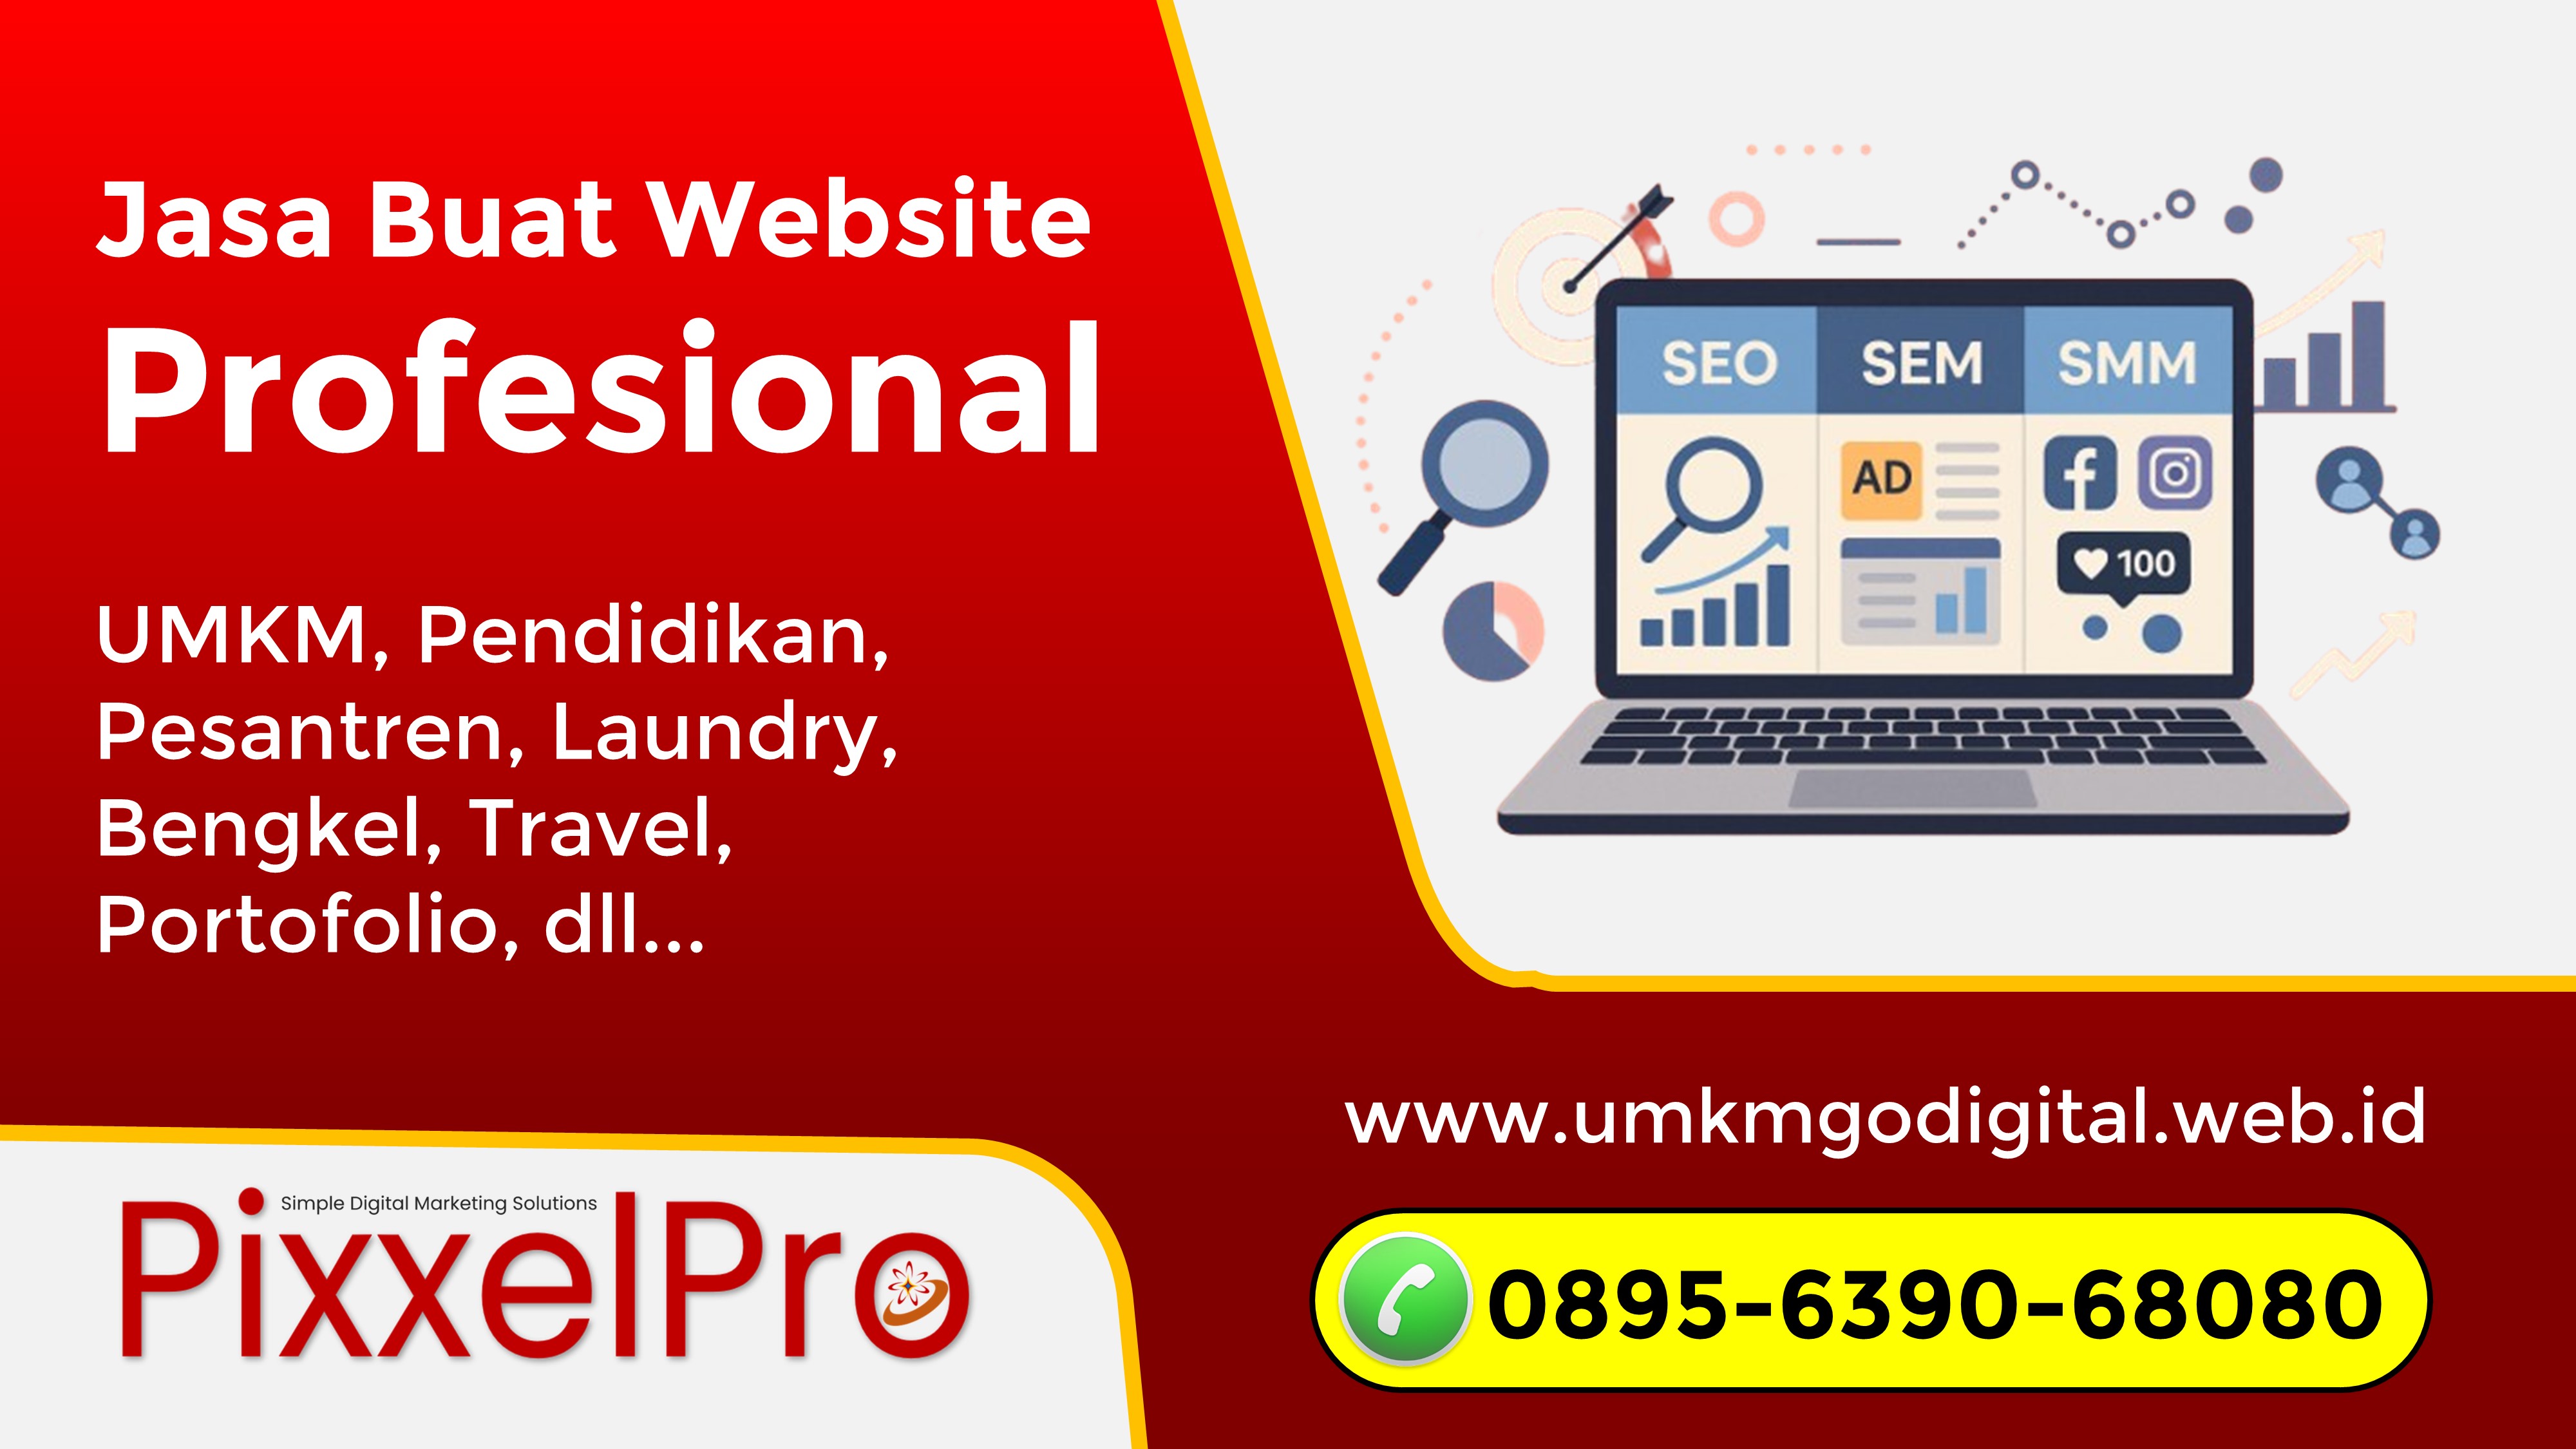 Jasa Buat Website
Profesional
UMKM, Pendidikan,
Pesantren, Laundry,
Bengkel, Travel,
Portofolio, dll...
SEO SEM SMM
AD
100
www.umkmgodigital.web.id
0895-6390-68080
Simple Digital Marketing Solutions
PixxelPro